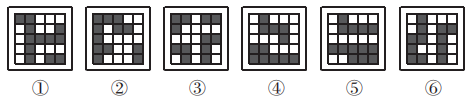 ① ② ③ ④ ⑤ ⑥